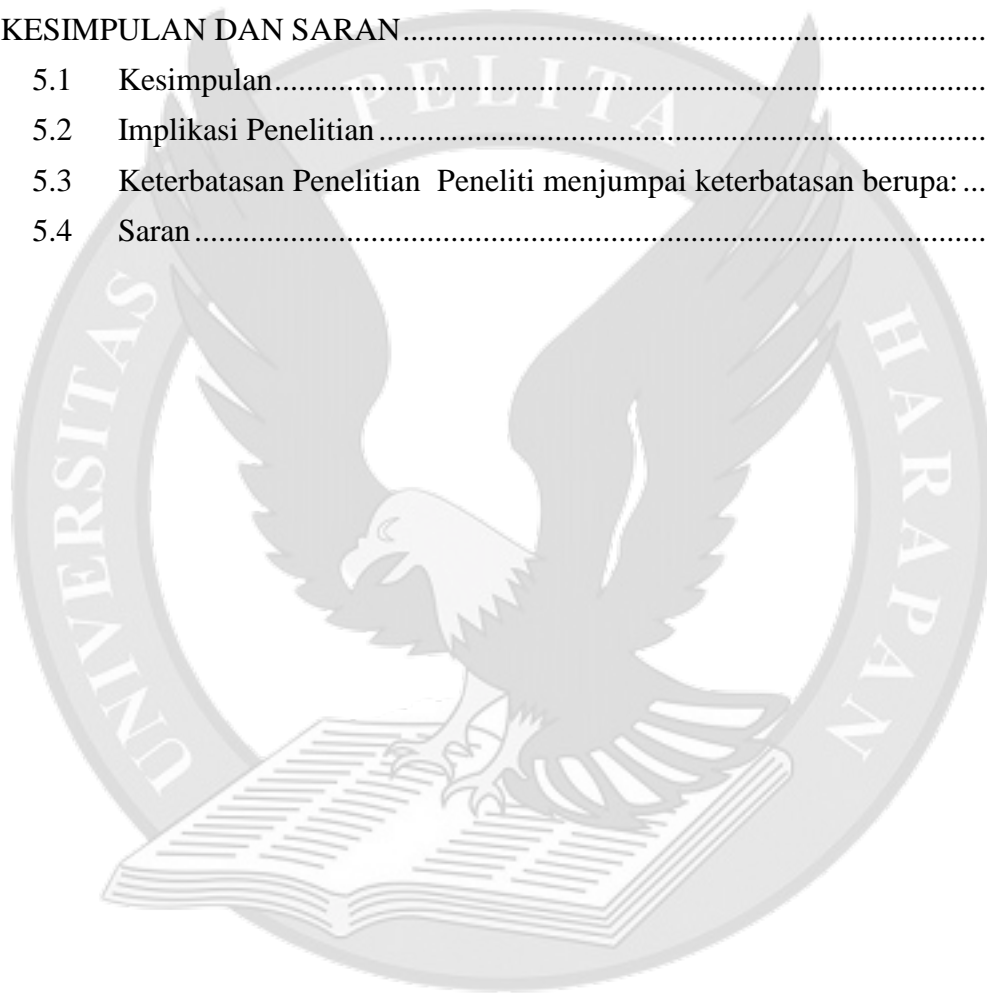 KESIMPULAN DAN SARAN........................................................................
5.1 Kesimpulan........................................................................................
5.2 Implikasi Penelitian...........................................................................
5.3 Keterbatasan Penelitian Peneliti menjumpai keterbatasan berupa: ...
5.4 Saran..................................................................................................
UNIVERSITAS PELITA HARAPAN